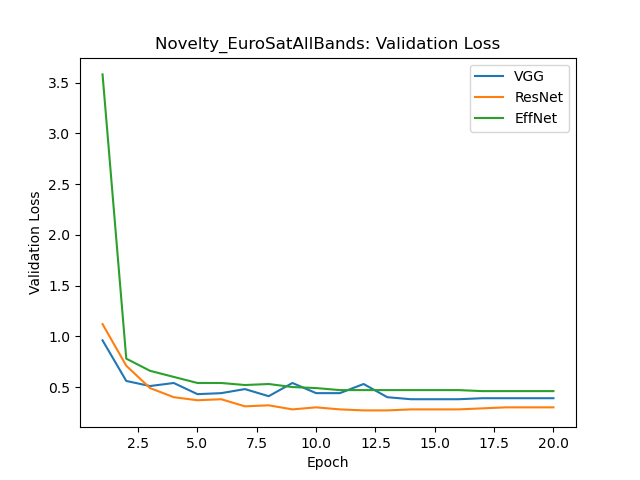 Novelty_EuroSatAllBands: Validation Loss
VGG
ResNet
EffNet
Validation Loss
3.5
3.0
2.5
2.0
1.5
1.0
0.5
2.5 5.0 7.5 10.0 12.5 15.0 17.5 20.0
Epoch